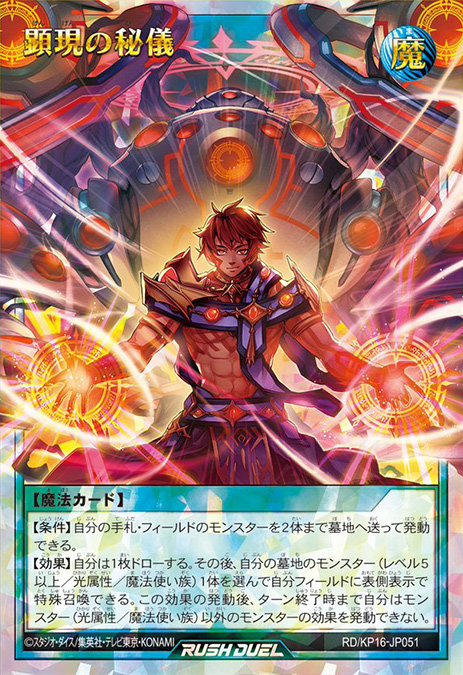 顕現の秘儀
魔
【魔法カード】
【条件】自分の手札・フィールドのモンスターを2体まで墓地へ送って発動
できる。
【効果】自分は1枚ドローする。その後、自分の墓地のモンスター（レベル5
以上／光属性／魔法使い族）1体を選んで自分フィールドに表側表示で
特殊召喚できる。この効果の発動後、ターン終了時まで自分はモンス
ター（光属性／魔法使い族）以外のモンスターの効果を発動できない。
©スタジオ・ダイス/集英社・テレビ東京・KONAMI
RUSH DUEL
RD/KP16-JP051